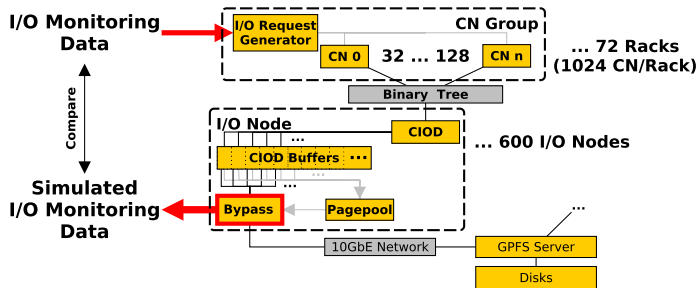 I/O Monitoring
Data
I/O Request
Generator
CN Group
CN 0
32 ... 128
CN n
... 72 Racks
(1024 CN/Rack)
Binary Tree
Compare
I/O Node
CIOD
... 600 I/O Nodes
...
CIOD Buffers ...
...
...
Simulated
I/O Monitoring
Data
Bypass
Pagepool
...
10GbE Network
GPFS Server
Disks